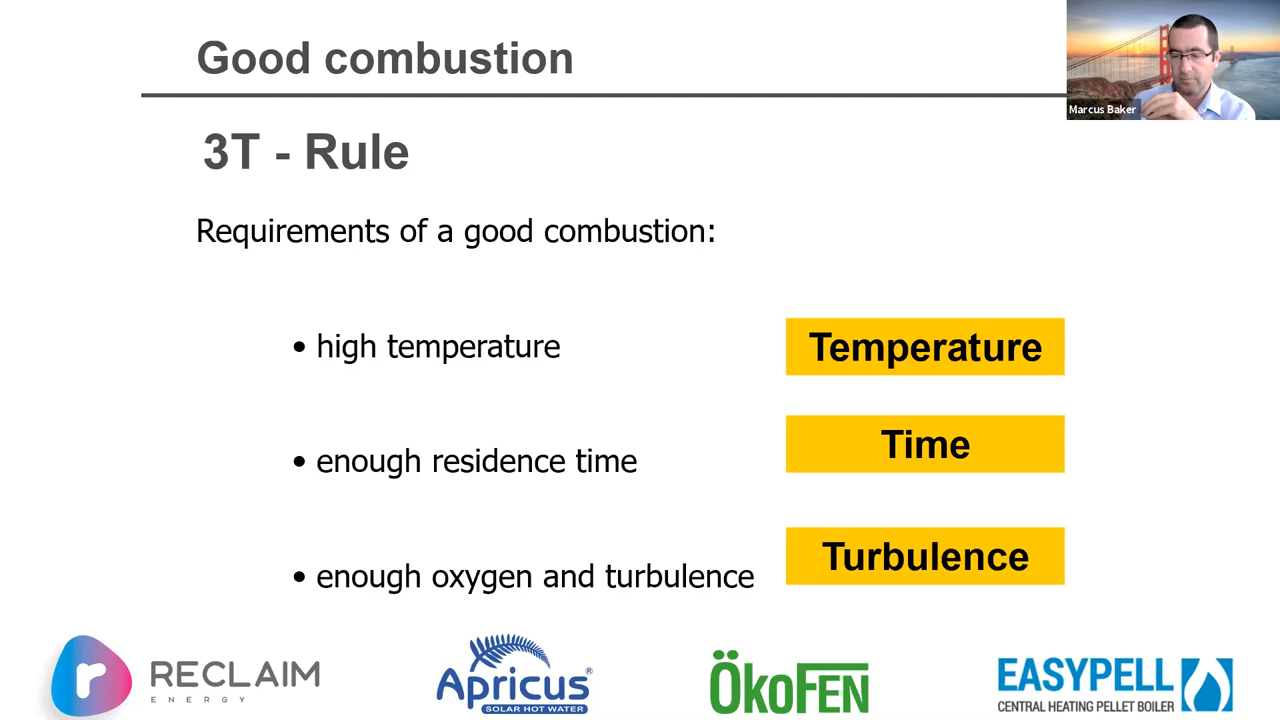 Good combustion
Marcus Baker
3T - Rule
Requirements of a good combustion:
• high temperature
Temperature
• enough residence time
Time
• enough oxygen and turbulence
Turbulence
r RECLAIM
ENERGY
Apricus®
SOLAR HOT WATER
ÖkoFEN
EASYPELL
CENTRAL HEATING PELLET BOILER